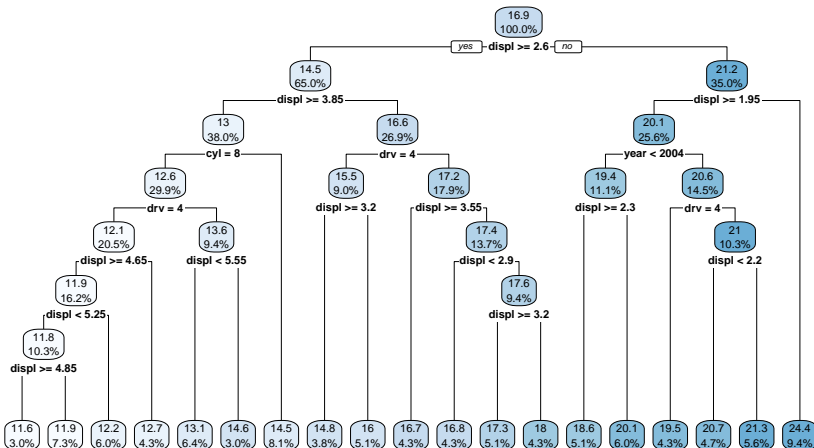 16.9
100.0%
yes displ >= 2.6 no
14.5
65.0%
displ >= 3.85
21.2
35.0%
displ >= 1.95
13
38.0%
cyl = 8
16.6
26.9%
drv = 4
20.1
25.6%
year < 2004
12.6
29.9%
drv = 4
15.5
9.0%
displ >= 3.2
17.2
17.9%
displ >= 3.55
19.4
11.1%
displ >= 2.3
20.6
14.5%
drv = 4
12.1
20.5%
displ >= 4.65
13.6
9.4%
displ < 5.55
17.4
13.7%
displ < 2.9
21
10.3%
displ < 2.2
11.9
16.2%
displ < 5.25
17.6
9.4%
displ >= 3.2
11.8
10.3%
displ >= 4.85
11.6 11.9 12.2 12.7 13.1 14.6 14.5 14.8 16 16.7 16.8 17.3 18 18.6 20.1 19.5 20.7 21.3 24.4
3.0% 7.3% 6.0% 4.3% 6.4% 3.0% 8.1% 3.8% 5.1% 4.3% 4.3% 5.1% 4.3% 5.1% 6.0% 4.3% 4.7% 5.6% 9.4%